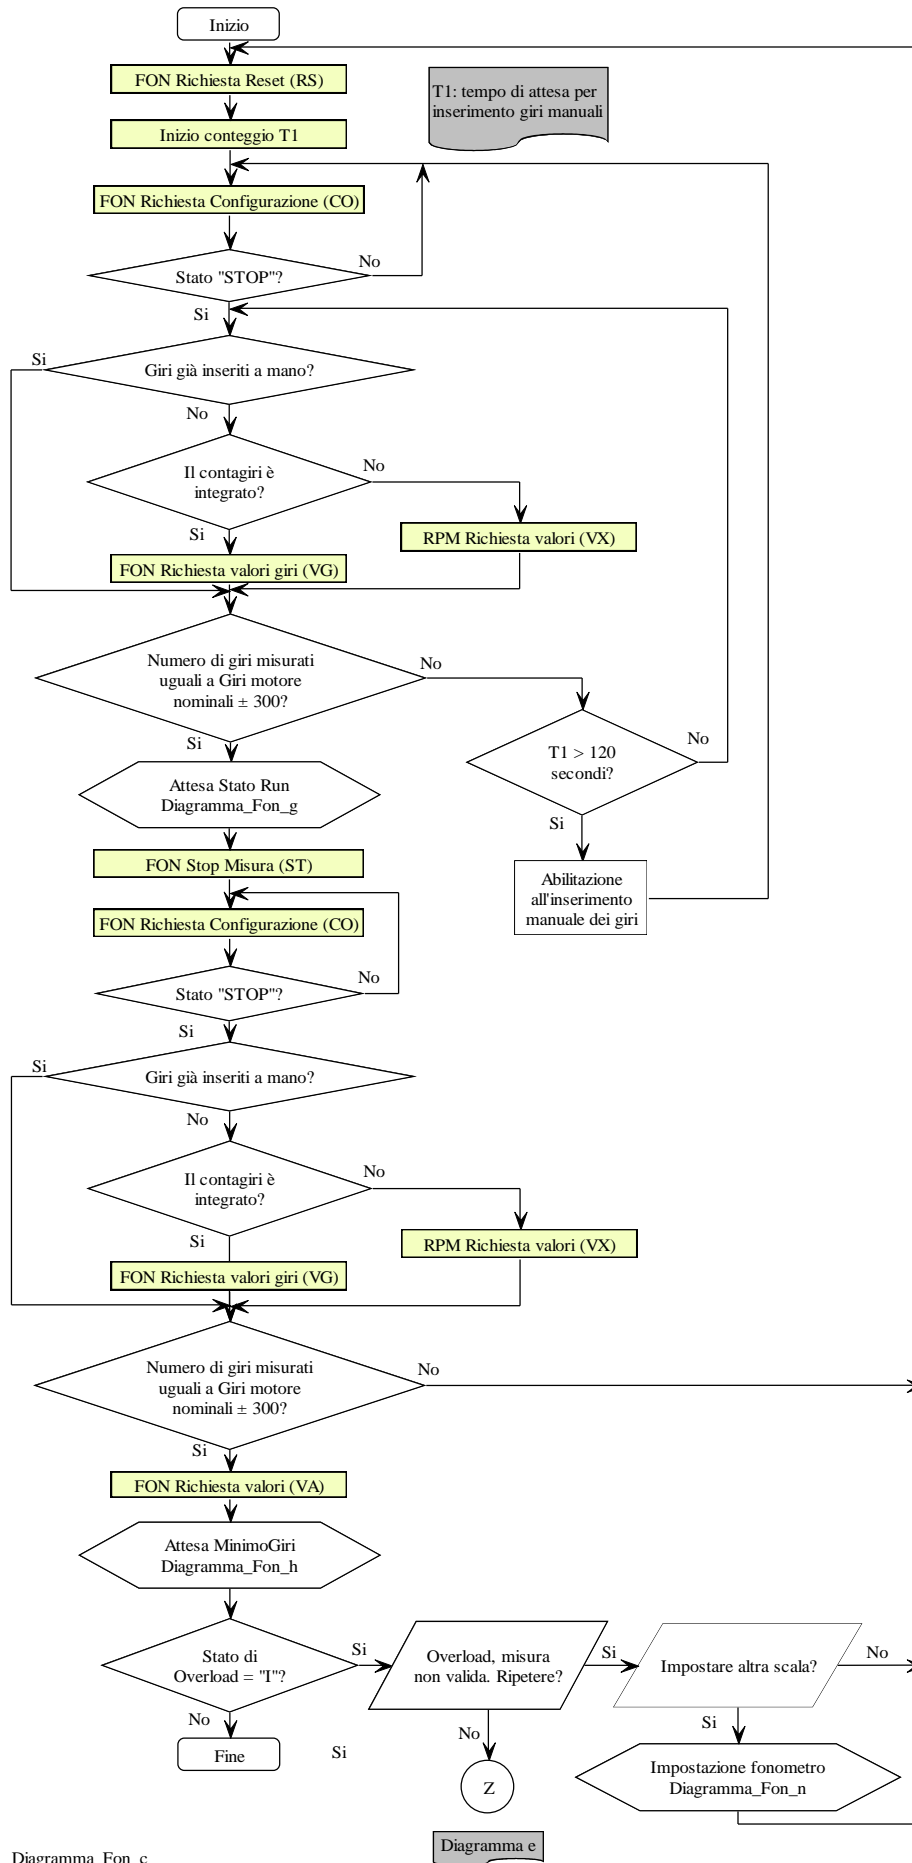 Inizio
FON Richiesta Reset (RS)
T1: tempo di attesa per
inserimento giri manuali
Inizio conteggio T1
FON Richiesta Configurazione (CO)
No
Stato "STOP"?
Si
Si
Giri già inseriti a mano?
No
Il contagiri è
integrato?
No
Si
RPM Richiesta valori (VX)
FON Richiesta valori giri (VG)
Numero di giri misurati
uguali a Giri motore
nominali ± 300?
No
Si
T1 > 120
secondi?
No
Si
Attesa Stato Run
Diagramma_Fon_g
FON Stop Misura (ST)
Abilitazione
all'inserimento
manuale dei giri
FON Richiesta Configurazione (CO)
No
Stato "STOP"?
Si
Si
Giri già inseriti a mano?
No
Il contagiri è
integrato?
No
Si
RPM Richiesta valori (VX)
FON Richiesta valori giri (VG)
Numero di giri misurati
uguali a Giri motore
nominali ± 300?
No
Si
FON Richiesta valori (VA)
Attesa MinimoGiri
Diagramma_Fon_h
Stato di
Overload = "I"?
Si
Overload, misura
non valida. Ripetere?
Si
Impostare altra scala?
No
No
Fine
Si
No
Z
Si
Impostazione fonometro
Diagramma_Fon_n
Diagramma e
Diagramma_Fon_c